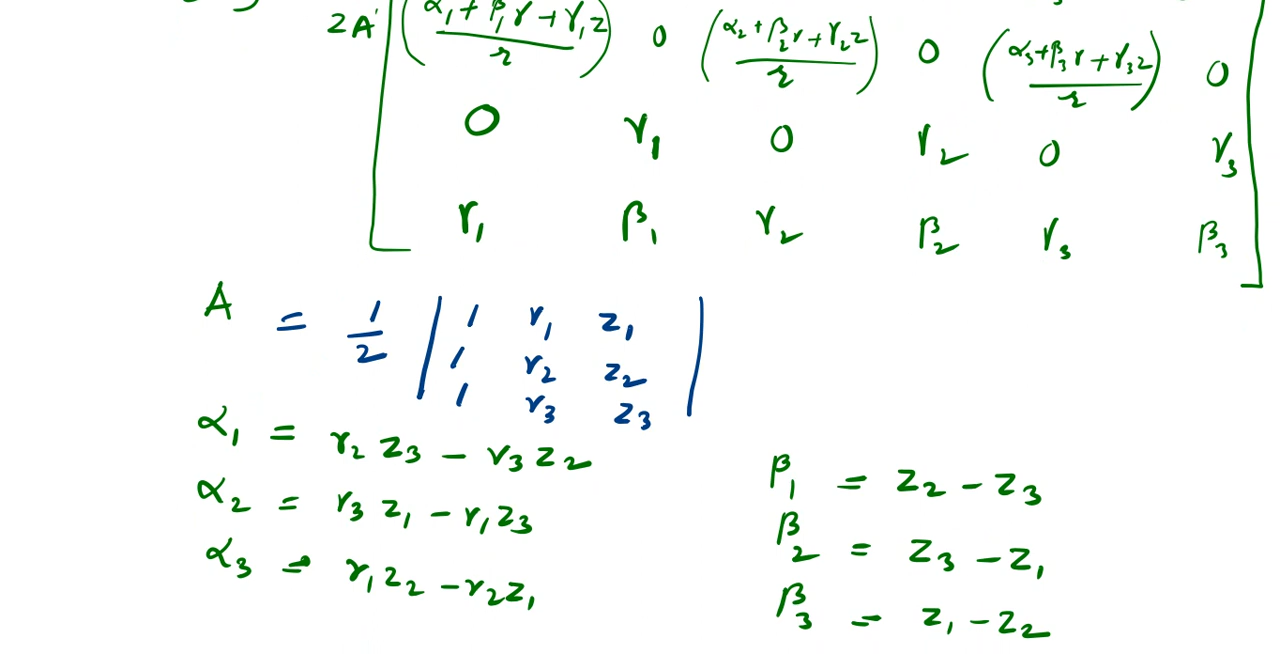 2A (α₁ + β₁r + γ₁z)/r 0 (α₂ + β₂r + γ₂z)/r 0 (α₃ + β₃r + γ₃z)/r 0
0 γ₁ 0 γ₂ 0 γ₃
γ₁ β₁ γ₂ β₂ γ₃ β₃
A = 1/2 | 1 r₁ z₁
1 r₂ z₂
1 r₃ z₃ |
α₁ = r₂ z₃ − r₃ z₂
α₂ = r₃ z₁ − r₁ z₃
α₃ = r₁ z₂ − r₂ z₁
β₁ = z₂ − z₃
β₂ = z₃ − z₁
β₃ = z₁ − z₂